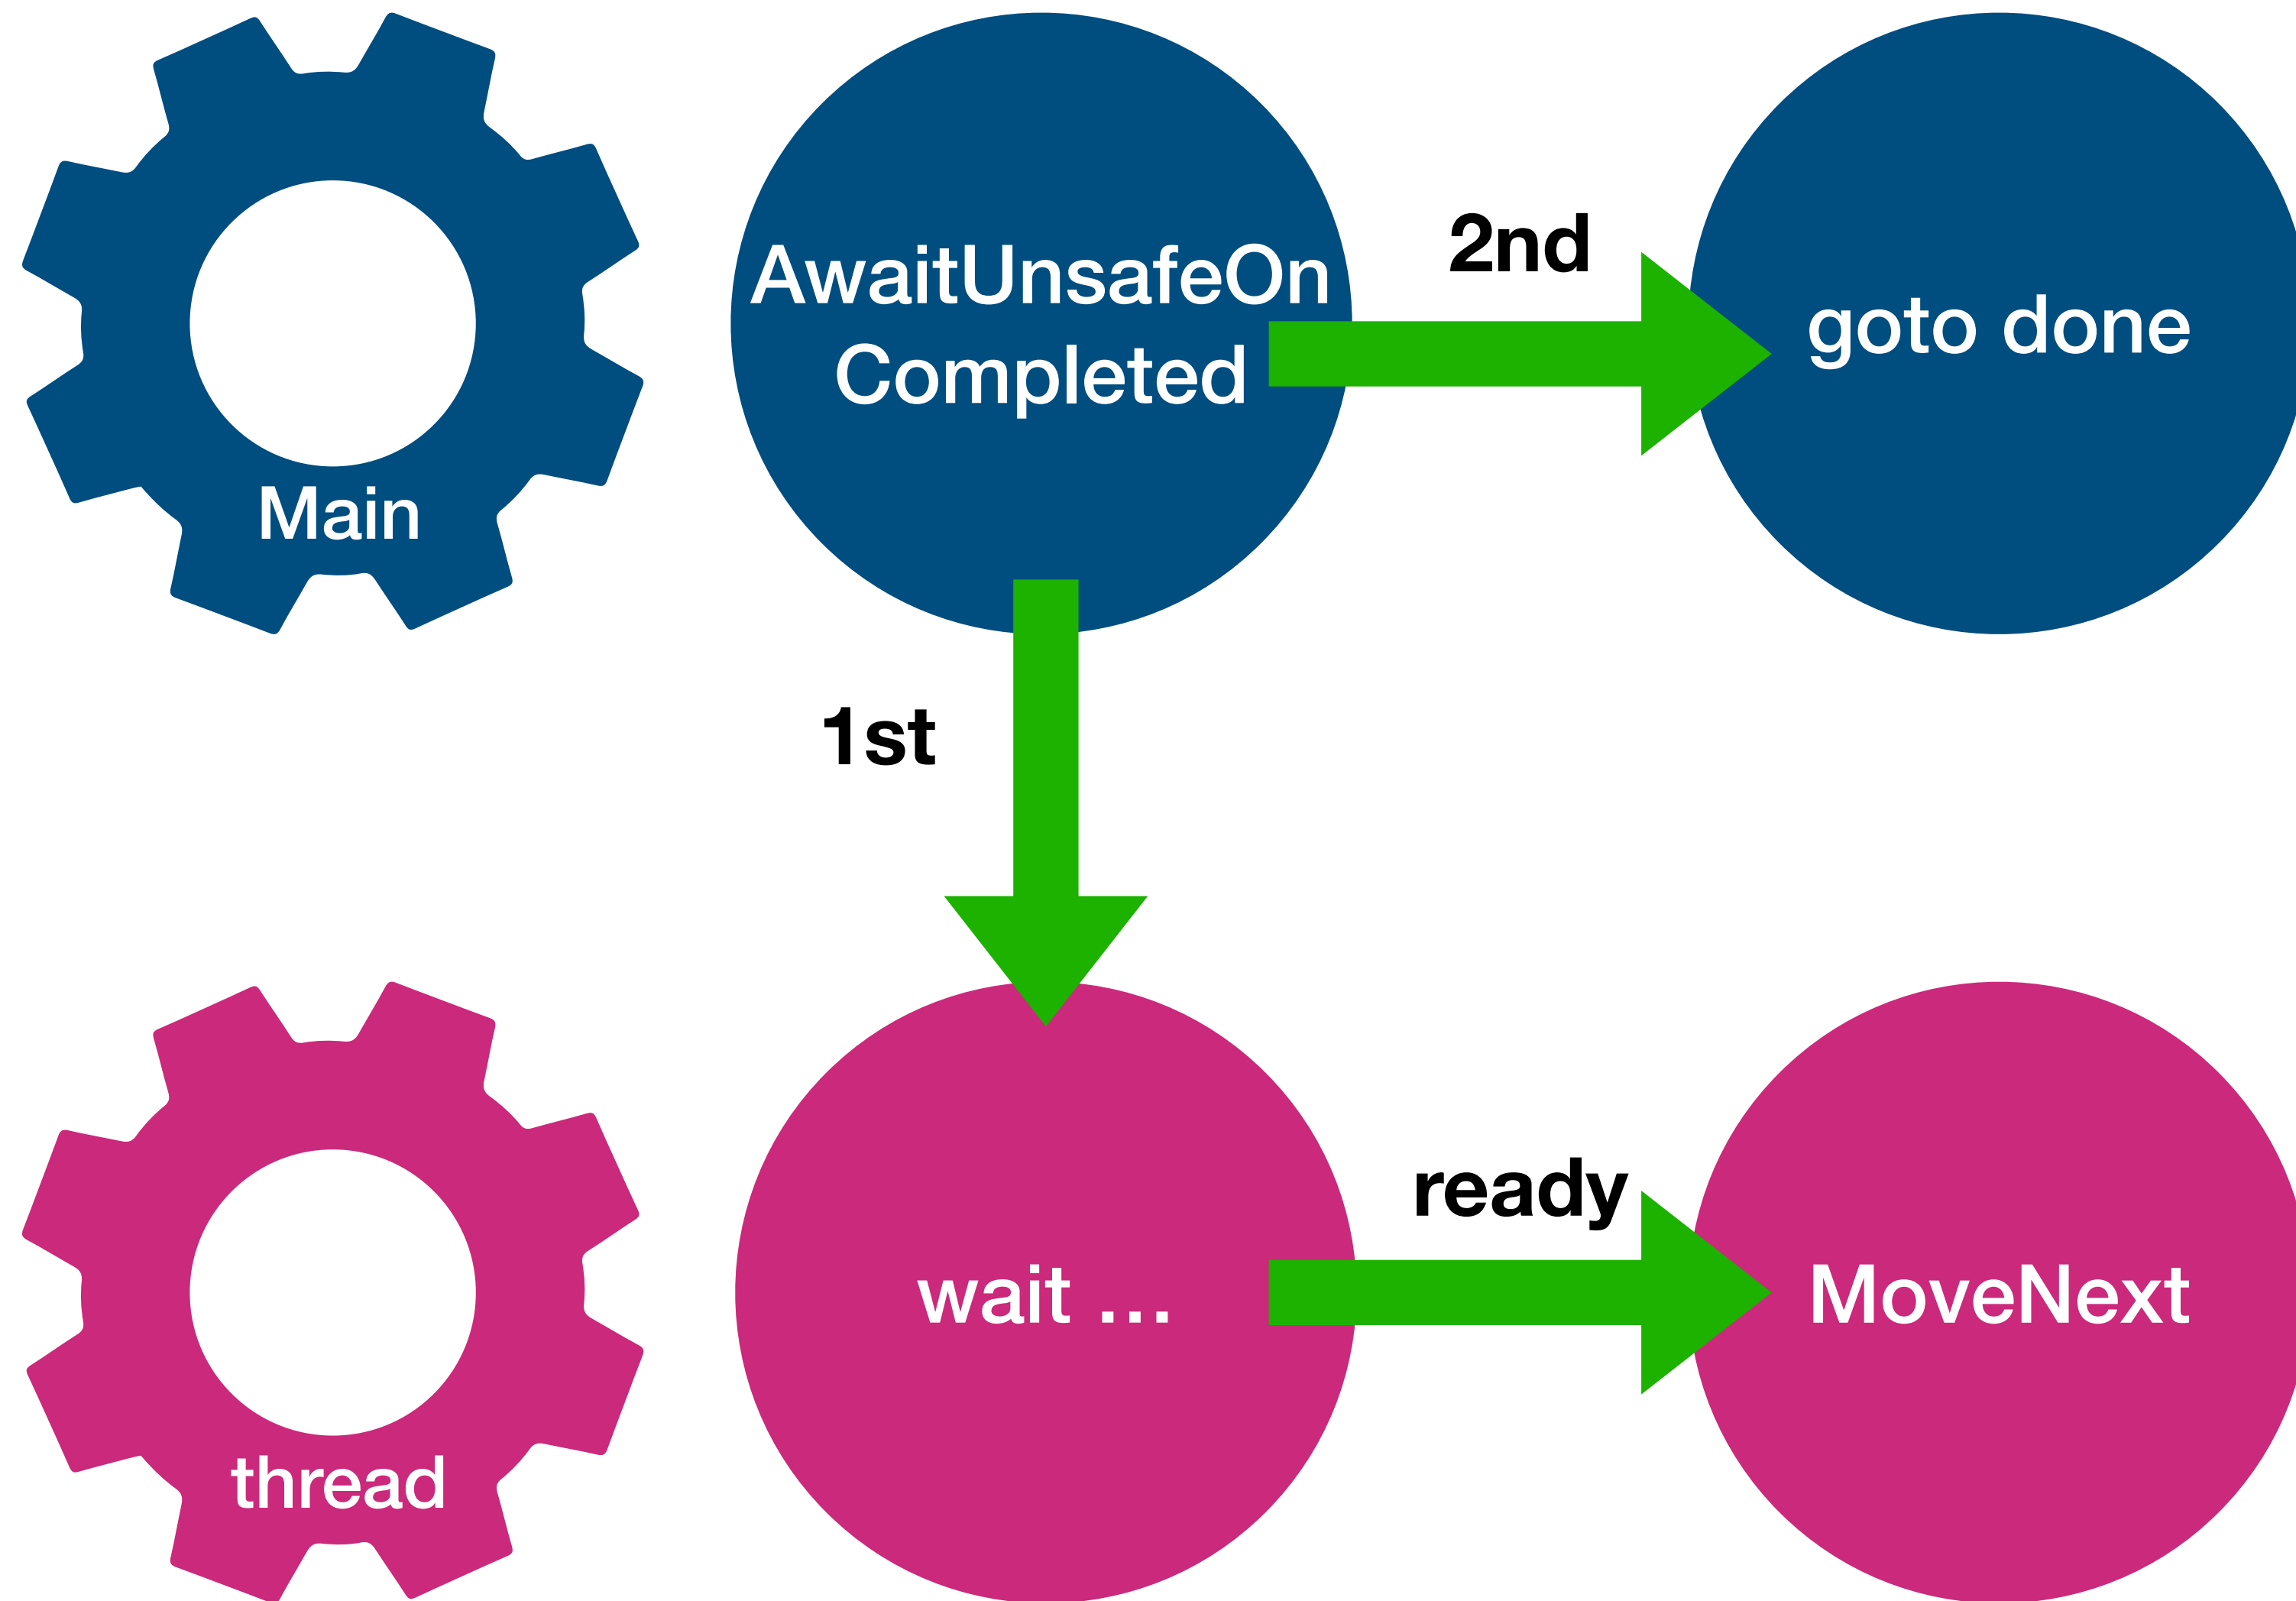 AwaitUnsafeOn
Completed
2nd
goto done
Main
1st
ready
wait ...
MoveNext
thread